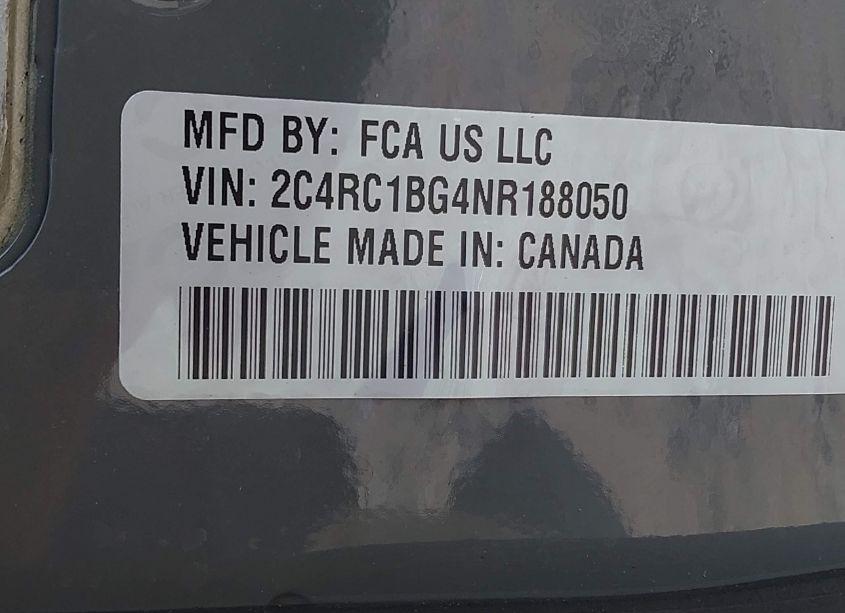 MFD BY: FCA US LLC
VIN: 2C4RC1BG4NR188050
VEHICLE MADE IN: CANADA